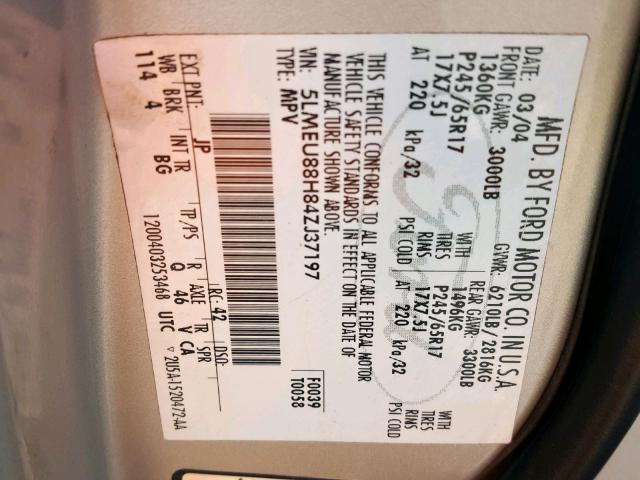 MFD. BY FORD MOTOR CO. IN U.S.A.
DATE: 03/04 GVWR: 6210LB/2816KG
FRONT GAWR: 3000LB REAR GAWR: 3300LB
1360KG WITH 1496KG WITH
P245/65R17 TIRES P245/65R17 TIRES
17X7.5J RIMS 17X7.5J RIMS
AT 220 kPa/32 PSI COLD AT 220 kPa/32 PSI COLD
THIS VEHICLE CONFORMS TO ALL APPLICABLE FEDERAL MOTOR
VEHICLE SAFETY STANDARDS IN EFFECT ON THE DATE OF
MANUFACTURE SHOWN ABOVE.
VIN: 5LMEU88H84ZJ37197 F0039
TYPE: MPV T0058
EXT PNT: JP RC: 42 DSO:
WB BRK INT TR TP/PS R AXLE TR SPR
114 4 BG Q 46 V CA
1200403253468 UTC 2U5A-1520472-AA